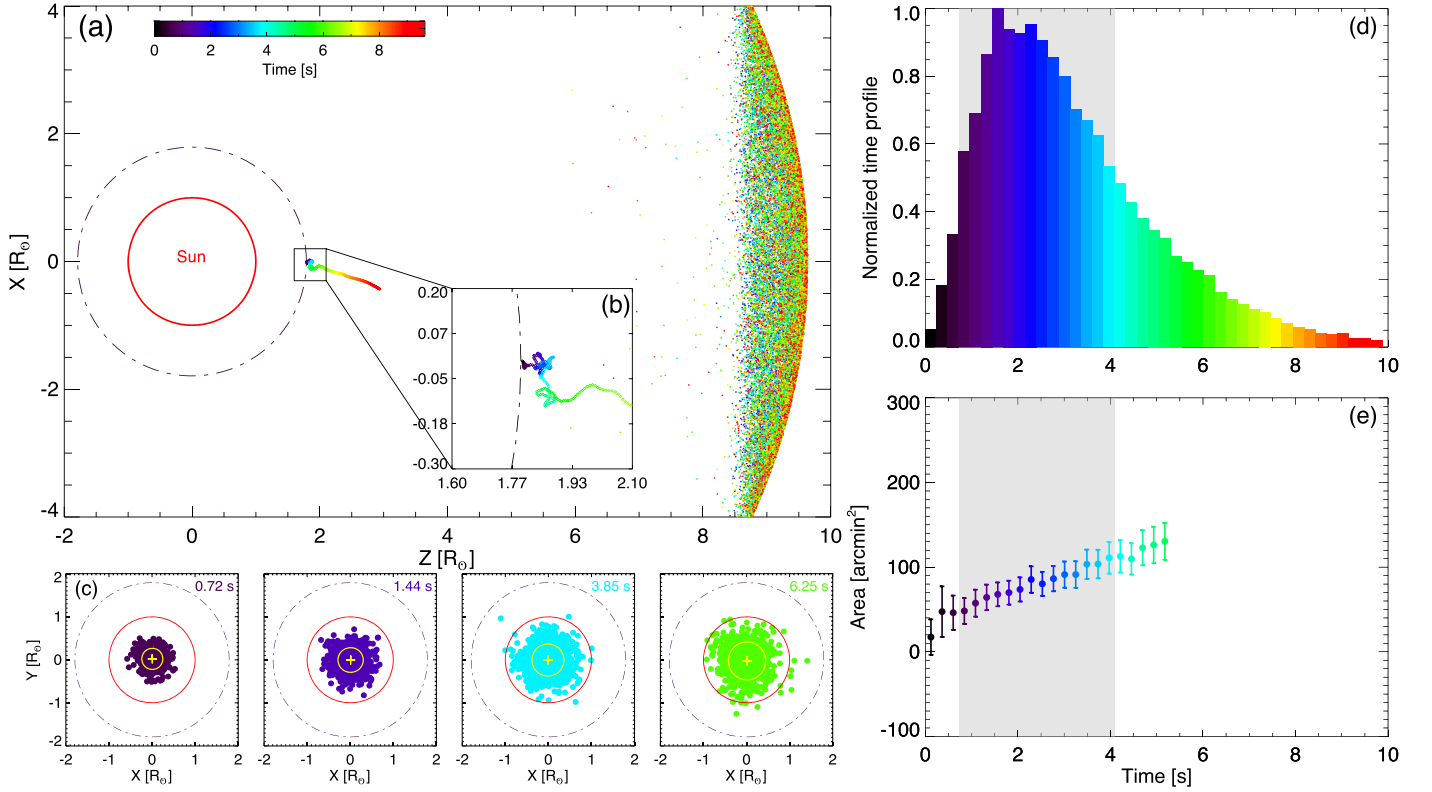 (a)
0 2 4 6 8
Time [s]
4
2
0
-2
-4
X [R⊙]
Sun
-2 0 2 4 6 8 10
Z [R⊙]
(b)
0.20
0.07
-0.05
-0.18
-0.30
1.60 1.77 1.93 2.10
(c)
0.72 s
1.44 s
3.85 s
6.25 s
2
1
0
-1
-2
Y [R⊙]
-2 -1 0 1 2
X [R⊙]
-2 -1 0 1 2
X [R⊙]
-2 -1 0 1 2
X [R⊙]
-2 -1 0 1 2
X [R⊙]
(d)
1.0
0.8
0.6
0.4
0.2
0.0
Normalized time profile
0 2 4 6 8 10
(e)
300
200
100
0
-100
Area [arcmin²]
0 2 4 6 8 10
Time [s]